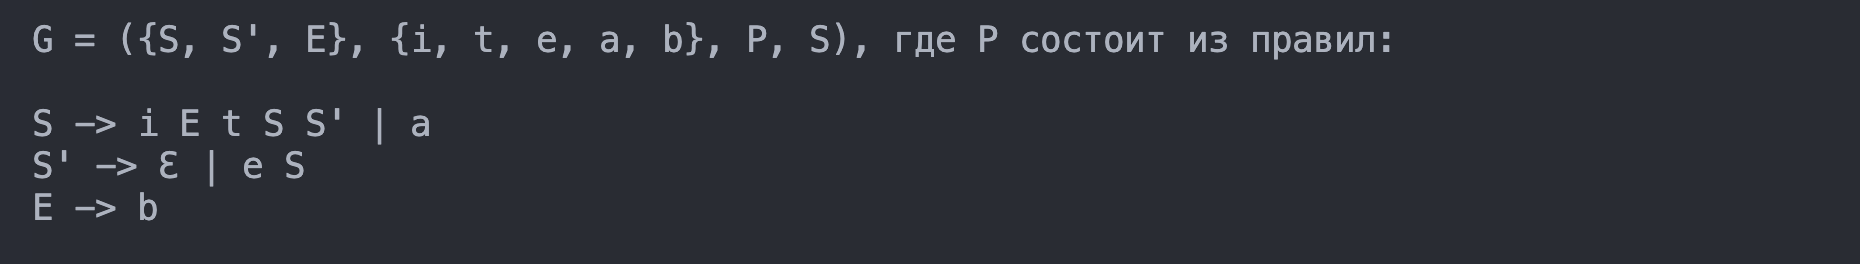 G = ({S, S', E}, {i, t, e, a, b}, P, S), где P состоит из правил:
S –> i E t S S' | a
S' –> Ɛ | e S
E –> b